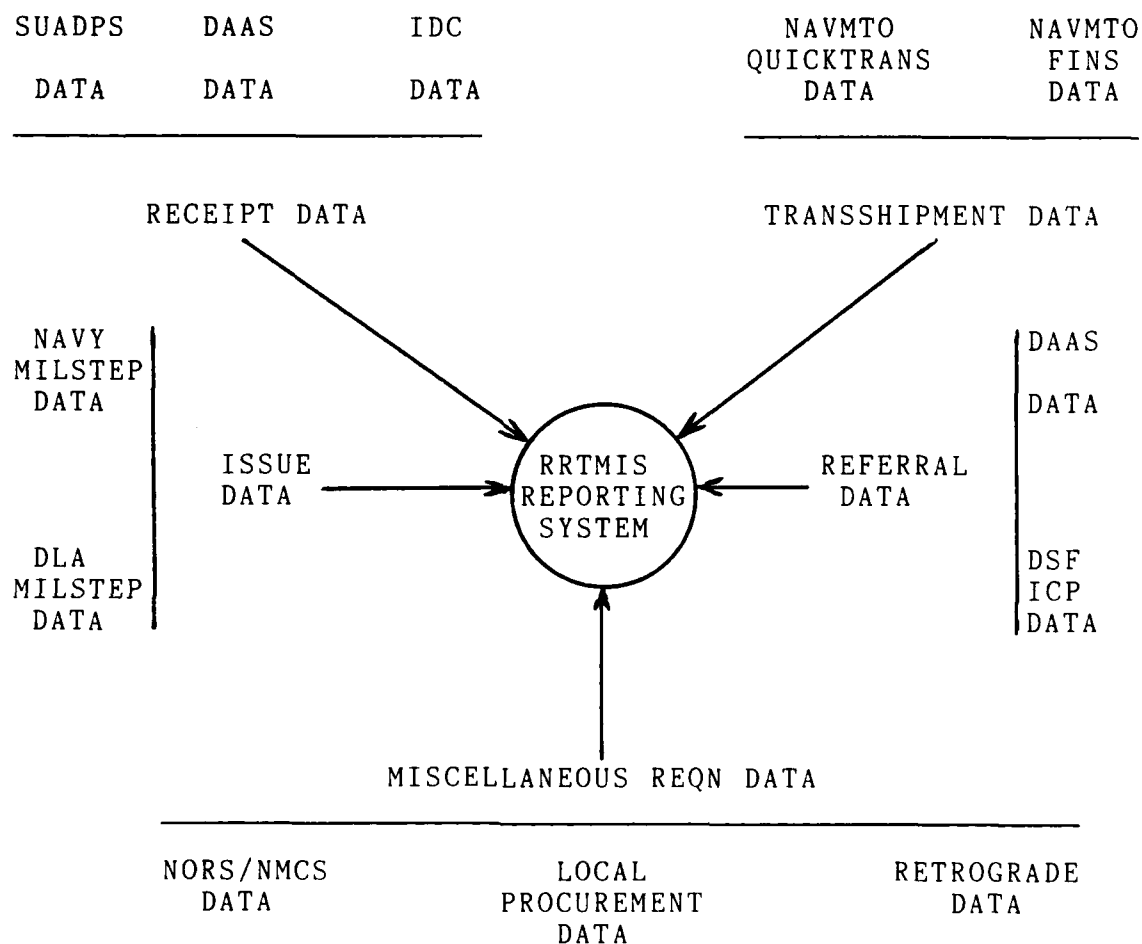 SUADPS DATA
DAAS DATA
IDC DATA
NAVMTO
QUICKTRANS
DATA
NAVMTO
FINS
DATA
RECEIPT DATA
TRANSSHIPMENT DATA
NAVY
MILSTEP
DATA
DAAS
DATA
ISSUE
DATA
RRTMIS
REPORTING
SYSTEM
REFERRAL
DATA
DLA
MILSTEP
DATA
DSF
ICP
DATA
MISCELLANEOUS REQN DATA
NORS/NMCS
DATA
LOCAL
PROCUREMENT
DATA
RETROGRADE
DATA